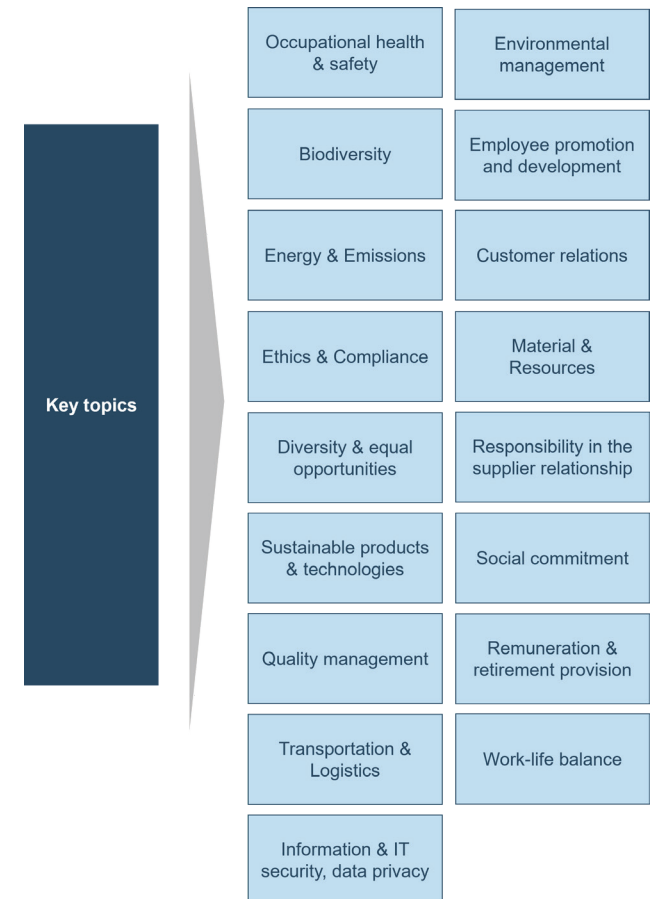 Key topics
Occupational health
& safety
Environmental
management
Biodiversity
Employee promotion
and development
Energy & Emissions
Customer relations
Ethics & Compliance
Material &
Resources
Diversity & equal
opportunities
Responsibility in the
supplier relationship
Sustainable products
& technologies
Social commitment
Quality management
Remuneration &
retirement provision
Transportation &
Logistics
Work-life balance
Information & IT
security, data privacy